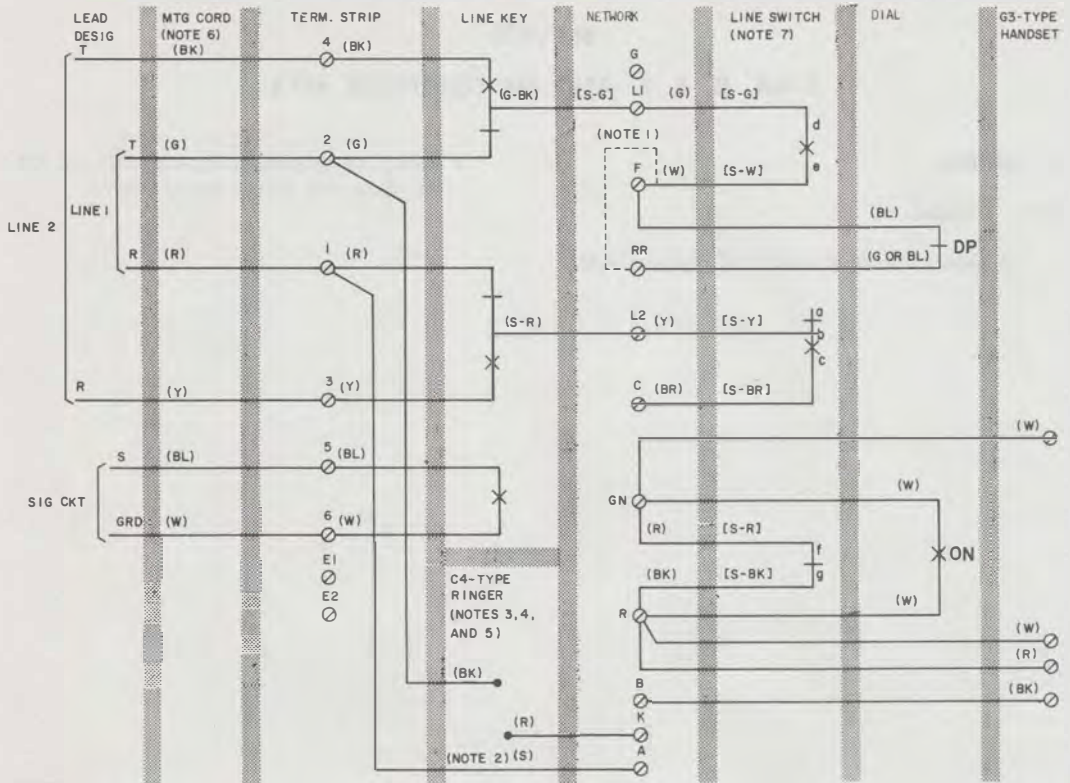 LEAD DESIG
MTG CORD (NOTE 6)
TERM. STRIP
LINE KEY
NETWORK
LINE SWITCH (NOTE 7)
DIAL
G3-TYPE HANDSET
T (BK) 4 (BK)
G
(G-BK) [S-G] L1 (G) [S-G]
d
(NOTE 1)
T (G) 2 (G)
e
F (W) [S-W]
LINE 1
LINE 2
(BL)
R (R) 1 (R)
RR (G OR BL) DP
(S-R) L2 (Y) [S-Y] a
b
c
R (Y) 3 (Y)
C (BR) [S-BR]
(W)
S (BL) 5 (BL)
SIG CKT
GN (W)
GRD (W) 6 (W)
(R) [S-R] f
ON
E1
(BK) [S-BK] g
C4-TYPE
RINGER
(NOTES 3,4,
AND 5)
E2
R (W)
(W)
(R)
(BK)
B (BK)
(R) K
(NOTE 2) (S) A